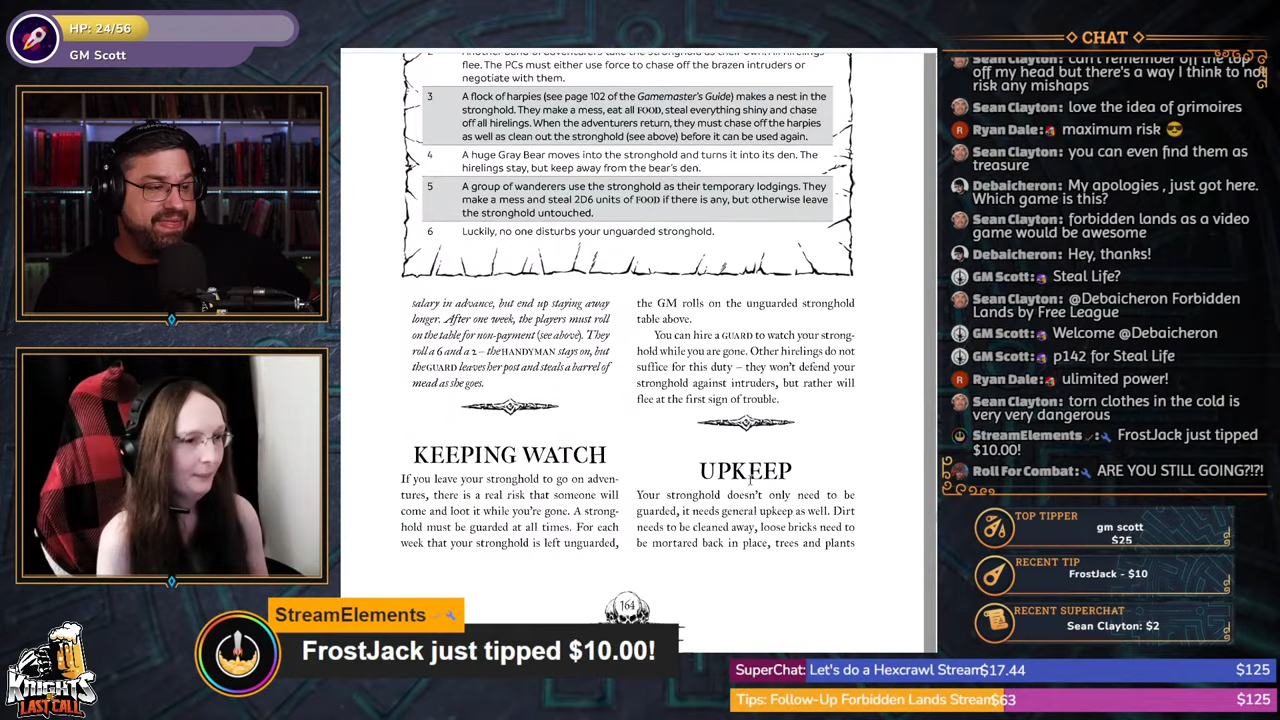 HP: 24/56
GM Scott
flee. The PCs must either use force to chase off the brazen intruders or
negotiate with them.
3 A flock of harpies (see page 102 of the Gamemaster's Guide) makes a nest in the
stronghold. They make a mess, eat all FOOD, steal everything shiny and chase
off all hirelings. When the adventurers return, they must chase off the harpies
as well as clean out the stronghold (see above) before it can be used again.
4 A huge Gray Bear moves into the stronghold and turns it into its den. The
hirelings stay, but keep away from the bear's den.
5 A group of wanderers use the stronghold as their temporary lodgings. They
make a mess and steal 2D6 units of FOOD if there is any, but otherwise leave
the stronghold untouched.
6 Luckily, no one disturbs your unguarded stronghold.
salary in advance, but end up staying away
longer. After one week, the players must roll
on the table for non-payment (see above). They
roll a 6 and a 2 – the HANDYMAN stays on, but
the GUARD leaves her post and steals a barrel of
mead as she goes.
KEEPING WATCH
If you leave your stronghold to go on adven-
tures, there is a real risk that someone will
come and loot it while you're gone. A strong-
hold must be guarded at all times. For each
week that your stronghold is left unguarded,
the GM rolls on the unguarded stronghold
table above.
You can hire a GUARD to watch your strong-
hold while you are gone. Other hirelings do not
suffice for this duty – they won't defend your
stronghold against intruders, but rather will
flee at the first sign of trouble.
UPKEEP
Your stronghold doesn't only need to be
guarded, it needs general upkeep as well. Dirt
needs to be cleaned away, loose bricks need to
be mortared back in place, trees and plants
164
CHAT
Sean Clayton: can't remember off the top
off my head but there's a way I think to not
risk any mishaps
Sean Clayton: love the idea of grimoires
Ryan Dale: maximum risk 😎
Sean Clayton: you can even find them as
treasure
Debaicheron: My apologies , just got here.
Which game is this?
Sean Clayton: forbidden lands as a video
game would be awesome
Debaicheron: Hey, thanks!
GM Scott: Steal Life?
Sean Clayton: @Debaicheron Forbidden
Lands by Free League
GM Scott: Welcome @Debaicheron
GM Scott: p142 for Steal Life
Ryan Dale: ulimited power!
Sean Clayton: torn clothes in the cold is
very very dangerous
StreamElements: FrostJack just tipped
$10.00!
Roll For Combat: ARE YOU STILL GOING?!?!
TOP TIPPER
gm scott
$25
RECENT TIP
FrostJack - $10
RECENT SUPERCHAT
Sean Clayton: $2
StreamElements
FrostJack just tipped $10.00!
KNIGHTS
OF
LAST CALL
SuperChat: Let's do a Hexcrawl Stream $17.44 $125
Tips: Follow-Up Forbidden Lands Stream $63 $125